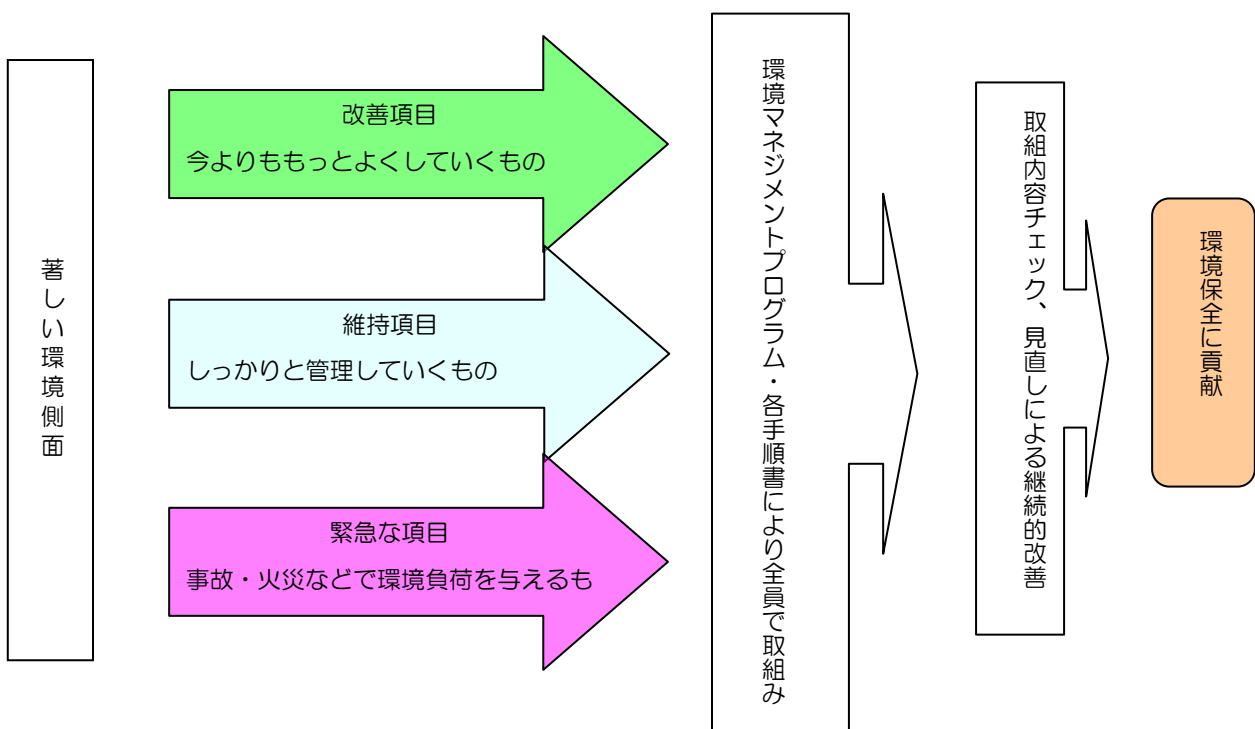 著しい環境側面
改善項目
今よりももっとよくしていくもの
維持項目
しっかりと管理していくもの
緊急な項目
事故・火災などで環境負荷を与えるも
環境マネジメントプログラム・各手順書により全員で取組み
取組内容チェック、見直しによる継続的改善
環境保全に貢献